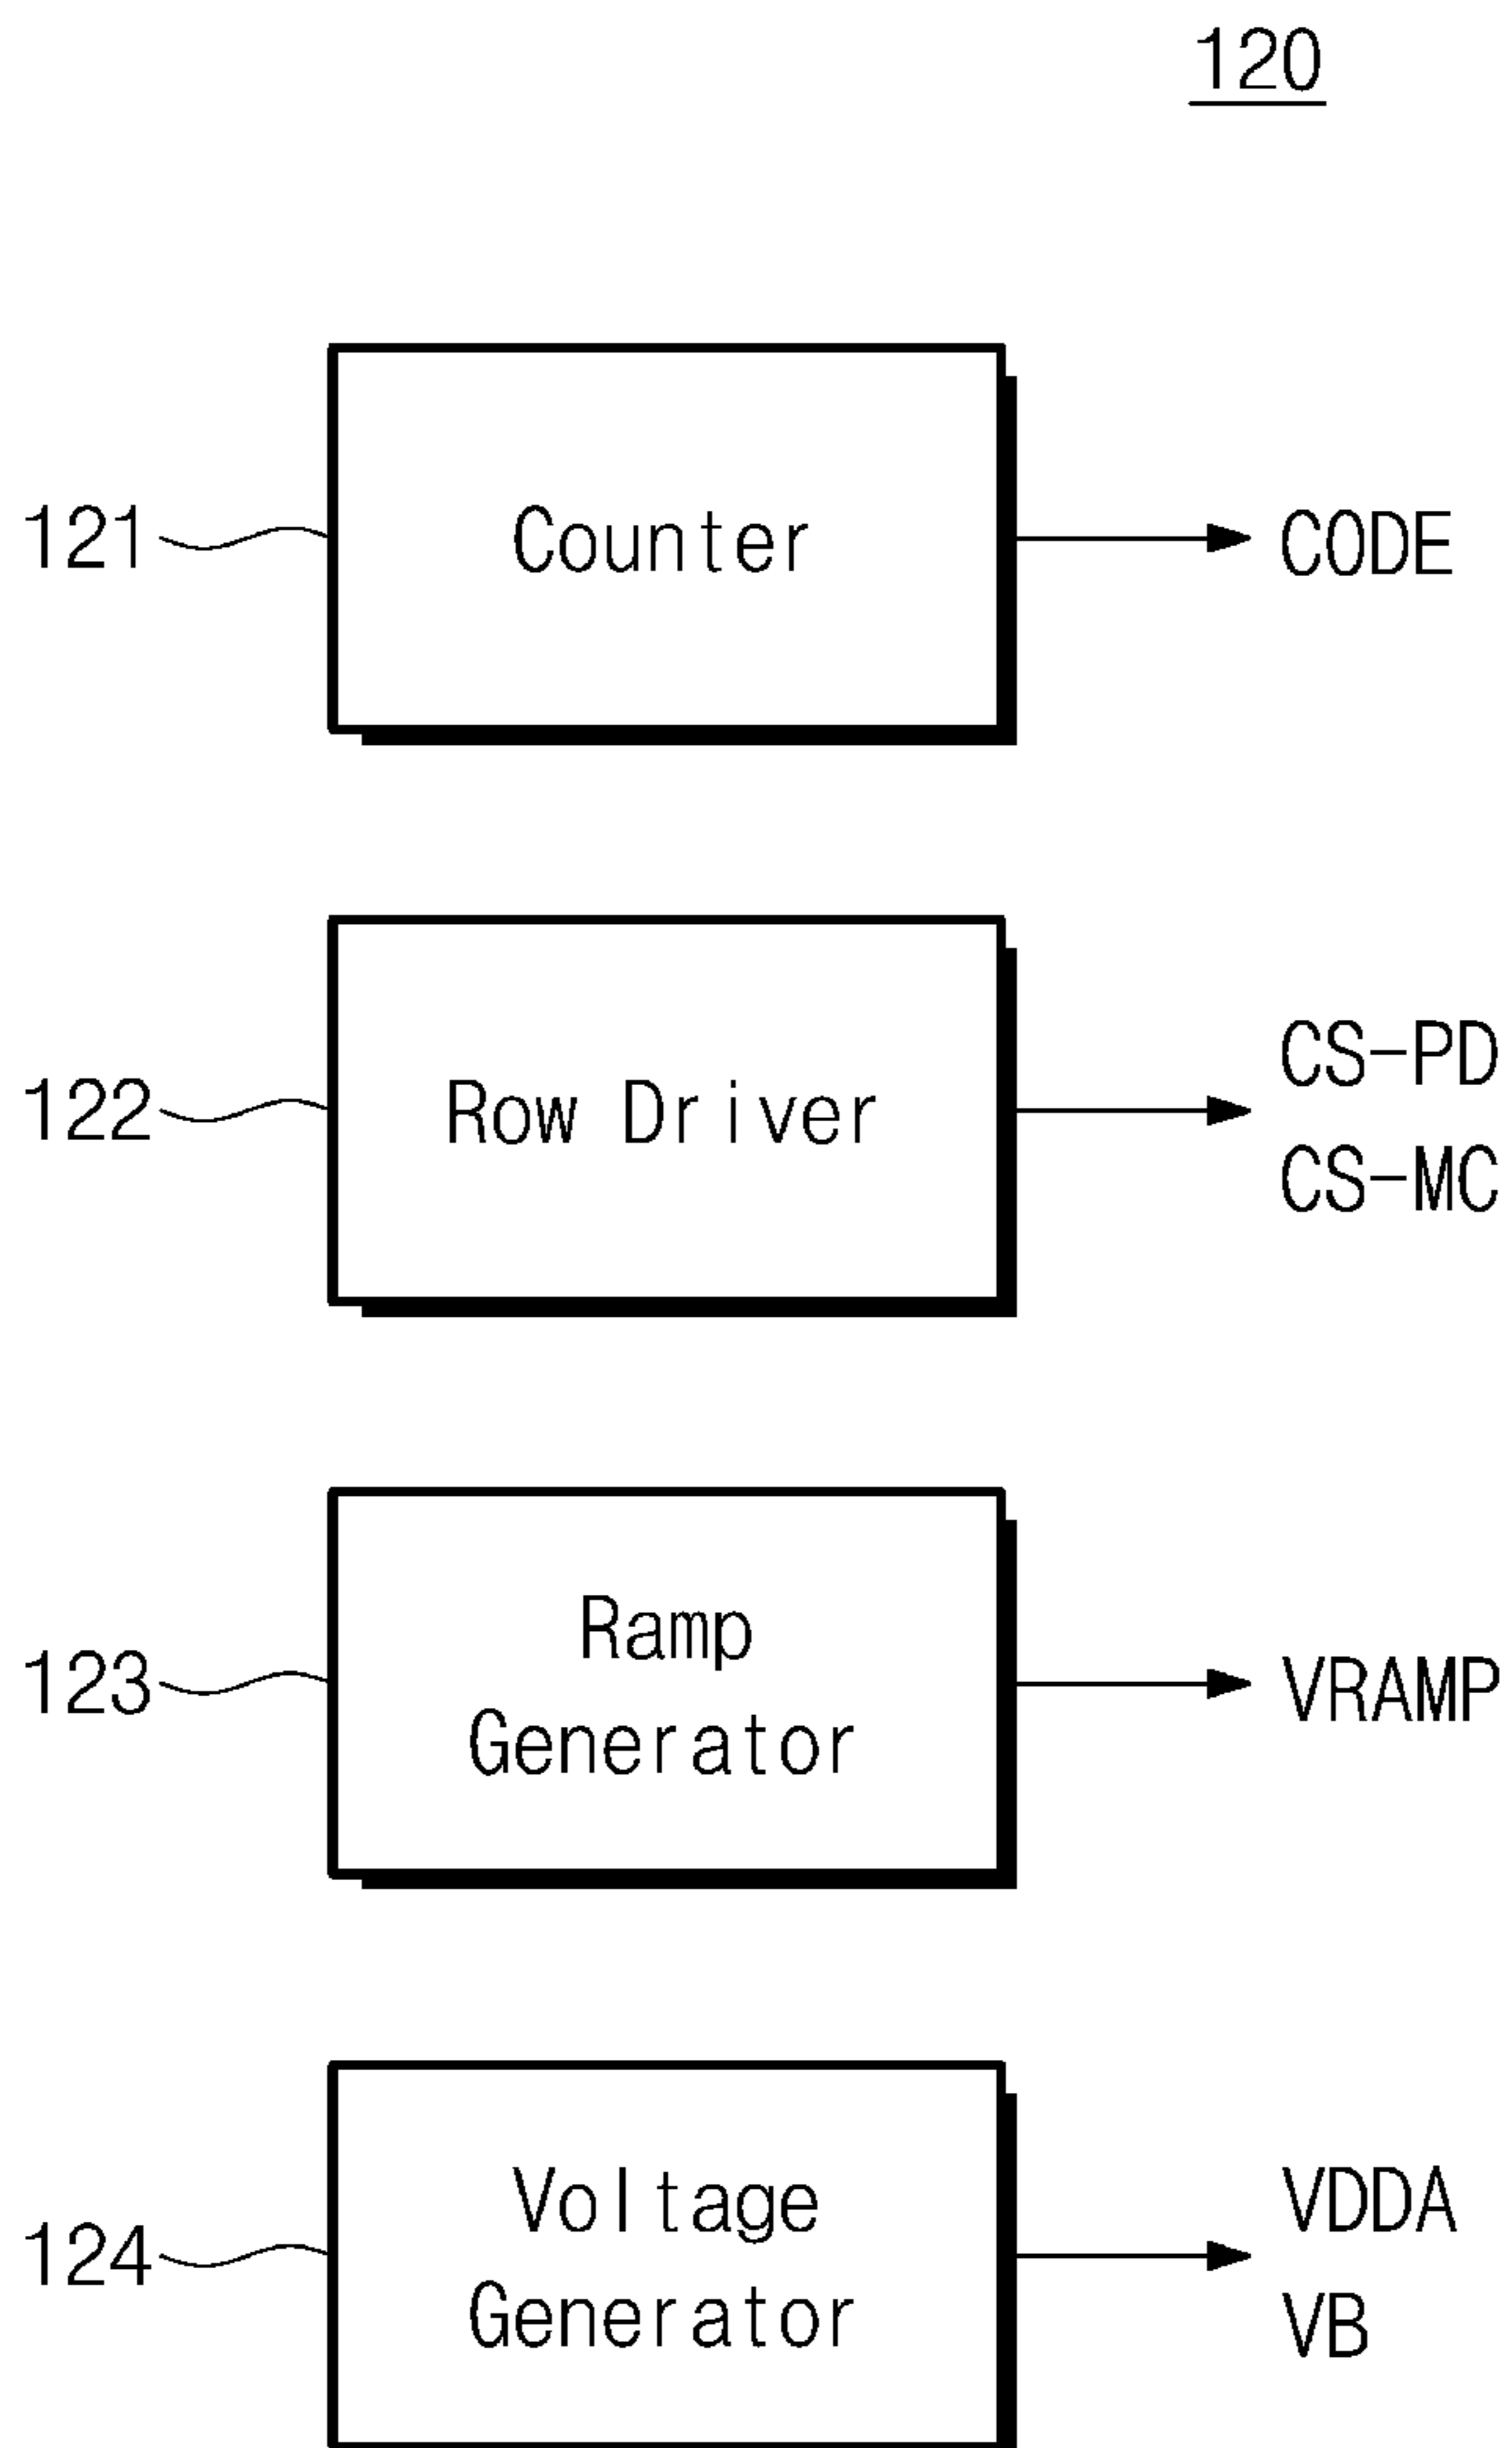 120
121
Counter
CODE
122
Row Driver
CS-PD
CS-MC
123
Ramp
Generator
VRAMP
124
Voltage
Generator
VDDA
VB